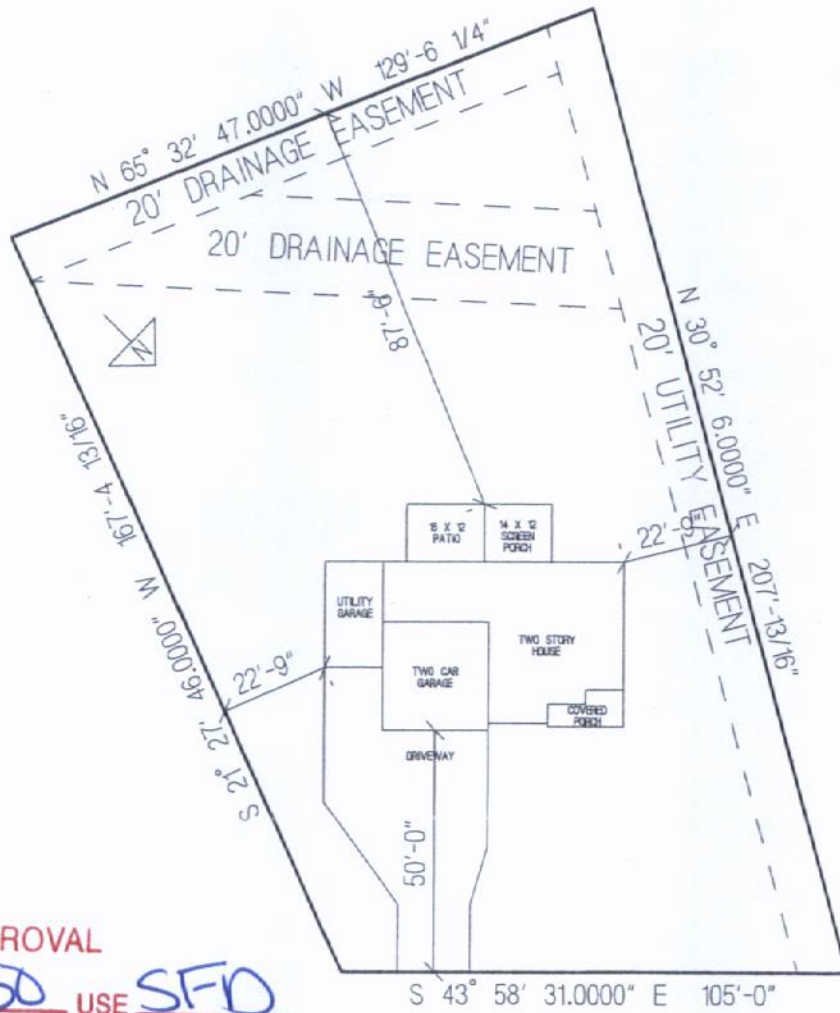 N 65° 32' 47.0000" W 129'-6 1/4"
20' DRAINAGE EASEMENT
20' DRAINAGE EASEMENT
87'-6"
N
N 30° 52' 6.0000" E 207'-13/16"
20' UTILITY EASEMENT
S 21° 27' 46.0000" W 167'-4 13/16"
22'-9"
22'-9"
PATIO
14 X 12
SCREEN
PORCH
UTILITY
GARAGE
TWO CAR
GARAGE
TWO STORY
HOUSE
COVERED
PORCH
DRIVEWAY
50'-0"
S 43° 58' 31.0000" E 105'-0"
ROVAL
USE SFD